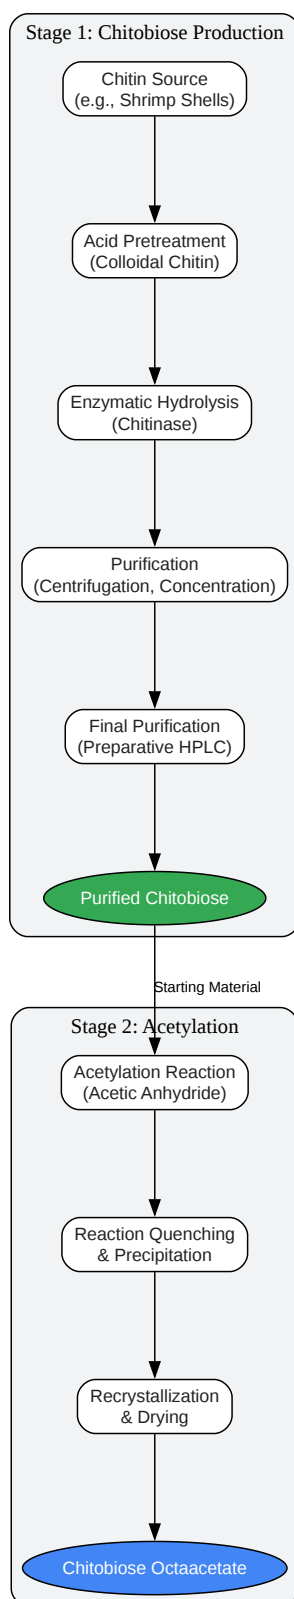 Stage 1: Chitobiose Production
Chitin Source
(e.g., Shrimp Shells)
Acid Pretreatment
(Colloidal Chitin)
Enzymatic Hydrolysis
(Chitinase)
Purification
(Centrifugation, Concentration)
Final Purification
(Preparative HPLC)
Purified Chitobiose
Starting Material
Stage 2: Acetylation
Acetylation Reaction
(Acetic Anhydride)
Reaction Quenching
& Precipitation
Recrystallization
& Drying
Chitobiose Octaacetate